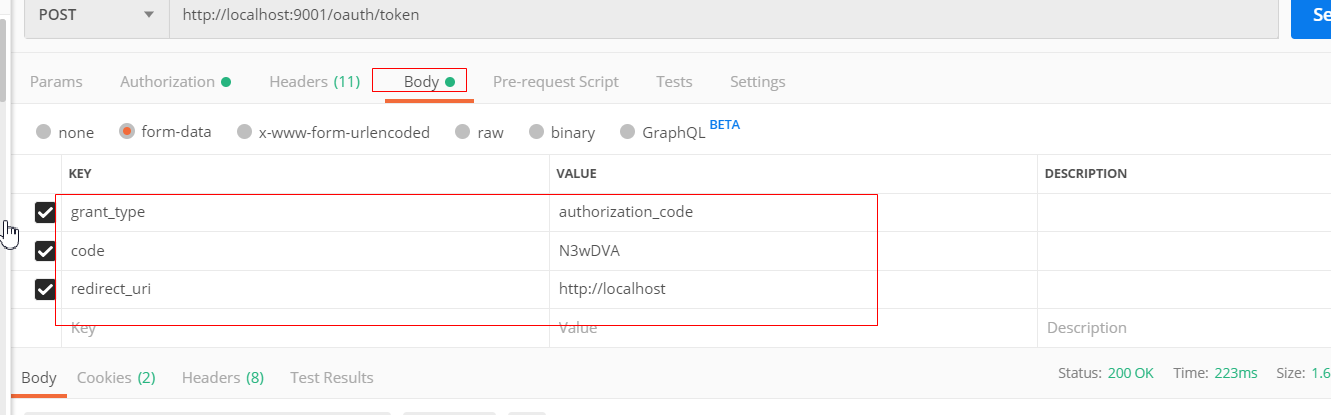 POST http://localhost:9001/oauth/token Se
Params Authorization Headers (11) Body Pre-request Script Tests Settings
none form-data x-www-form-urlencoded raw binary GraphQL BETA
KEY VALUE DESCRIPTION
grant_type authorization_code
code N3wDVA
redirect_uri http://localhost
Key Value Description
Body Cookies (2) Headers (8) Test Results Status: 200 OK Time: 223ms Size: 1.6